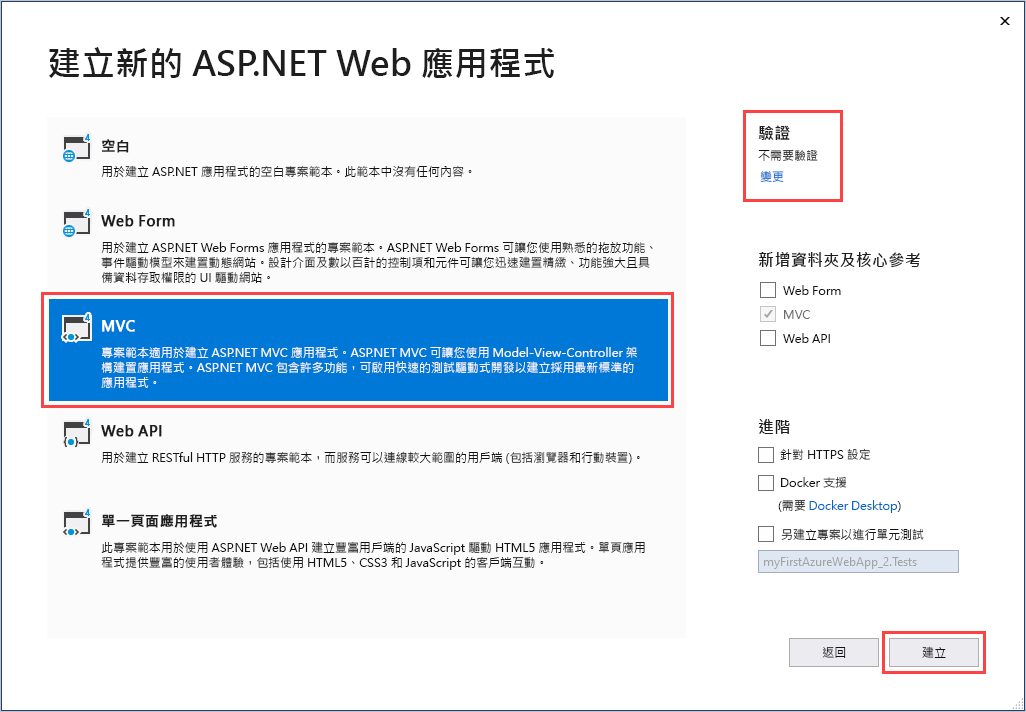 建立新的 ASP.NET Web 應用程式
4
空白
用於建立 ASP.NET 應用程式的空白專案範本。此範本中沒有任何內容。
4
Web Form
用於建立 ASP.NET Web Forms 應用程式的專案範本。ASP.NET Web Forms 可讓您使用熟悉的拖放功能、
事件驅動模型來建置動態網站。設計介面及數以百計的控制項和元件可讓您迅速建置精緻、功能強大且具
備資料存取權限的 UI 驅動網站。
4
MVC
專案範本適用於建立 ASP.NET MVC 應用程式。ASP.NET MVC 可讓您使用 Model-View-Controller 架
構建置應用程式。ASP.NET MVC 包含許多功能，可啟用快速的測試驅動式開發以建立採用最新標準的
應用程式。
4
Web API
用於建立 RESTful HTTP 服務的專案範本，而服務可以連線較大範圍的用戶端 (包括瀏覽器和行動裝置)。
4
單一頁面應用程式
此專案範本用於使用 ASP.NET Web API 建立豐富用戶端的 JavaScript 驅動 HTML5 應用程式。單頁應用
程式提供豐富的使用者體驗，包括使用 HTML5、CSS3 和 JavaScript 的客戶端互動。
驗證
不需要驗證
變更
新增資料夾及核心參考
Web Form
MVC
Web API
進階
針對 HTTPS 設定
Docker 支援
(需要 Docker Desktop)
另建立專案以進行單元測試
myFirstAzureWebApp_2.Tests
返回
建立